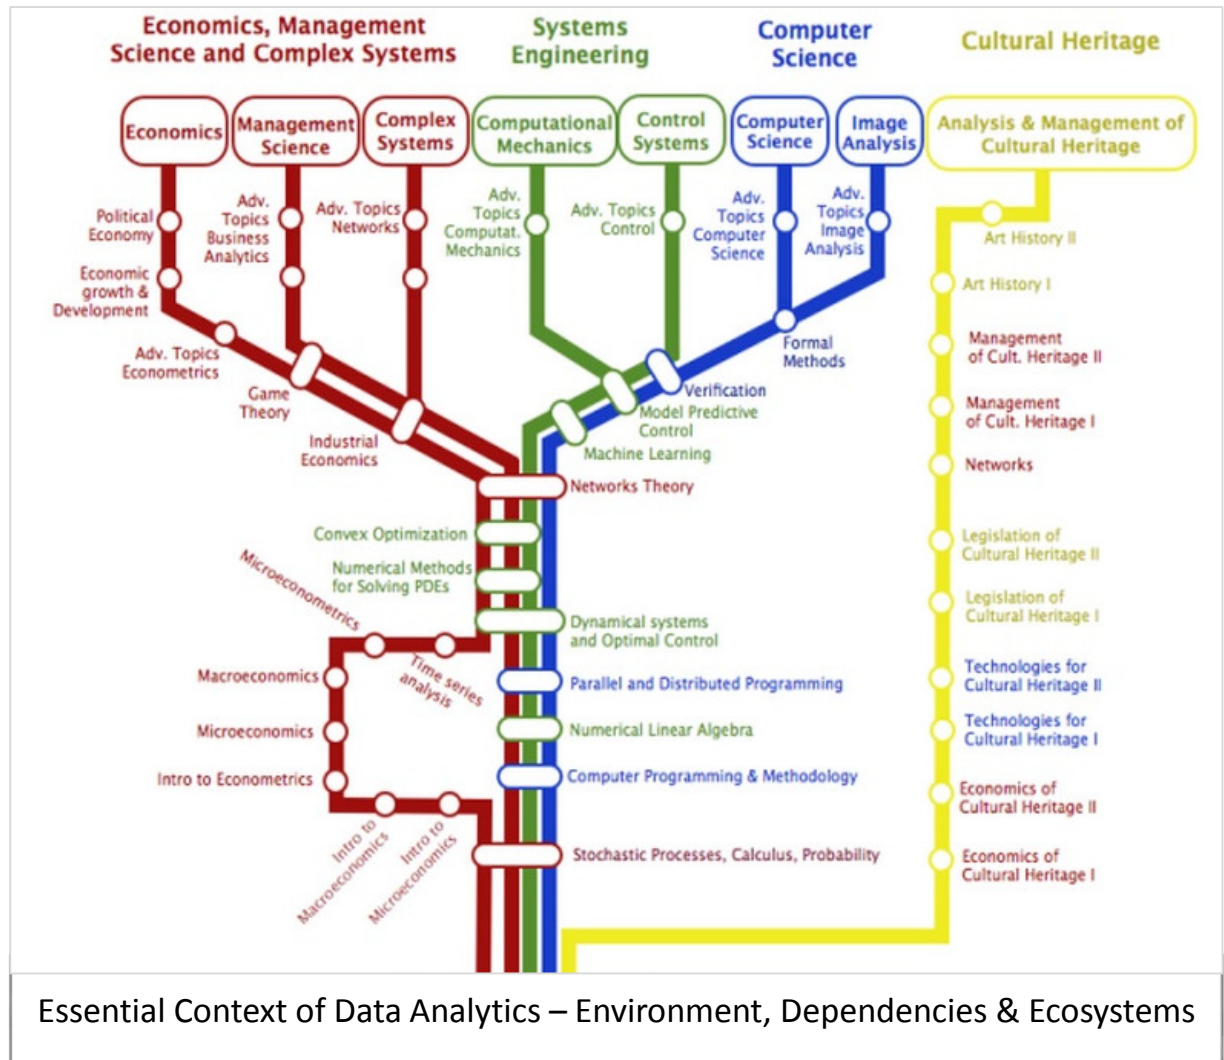 Economics, Management
Science and Complex Systems
Systems
Engineering
Computer
Science
Cultural Heritage
Economics
Management
Science
Complex
Systems
Computational
Mechanics
Control
Systems
Computer
Science
Image
Analysis
Analysis & Management of
Cultural Heritage
Political
Economy
Adv.
Topics
Business
Analytics
Adv. Topics
Networks
Adv.
Topics
Computat.
Mechanics
Adv. Topics
Control
Adv.
Topics
Computer
Science
Adv.
Topics
Image
Analysis
Art History II
Economic
growth &
Development
Art History I
Adv. Topics
Econometrics
Formal
Methods
Management
of Cult. Heritage II
Game
Theory
Verification
Model Predictive
Control
Management
of Cult. Heritage I
Industrial
Economics
Machine Learning
Networks
Networks Theory
Convex Optimization
Legislation of
Cultural Heritage II
Numerical Methods
for Solving PDEs
Microeconometrics
Legislation of
Cultural Heritage I
Dynamical systems
and Optimal Control
Time series
analysis
Macroeconomics
Parallel and Distributed Programming
Technologies for
Cultural Heritage II
Microeconomics
Numerical Linear Algebra
Technologies for
Cultural Heritage I
Intro to Econometrics
Computer Programming & Methodology
Economics of
Cultural Heritage II
Intro to
Macroeconomics
Intro to
Microeconomics
Stochastic Processes, Calculus, Probability
Economics of
Cultural Heritage I
Essential Context of Data Analytics – Environment, Dependencies & Ecosystems